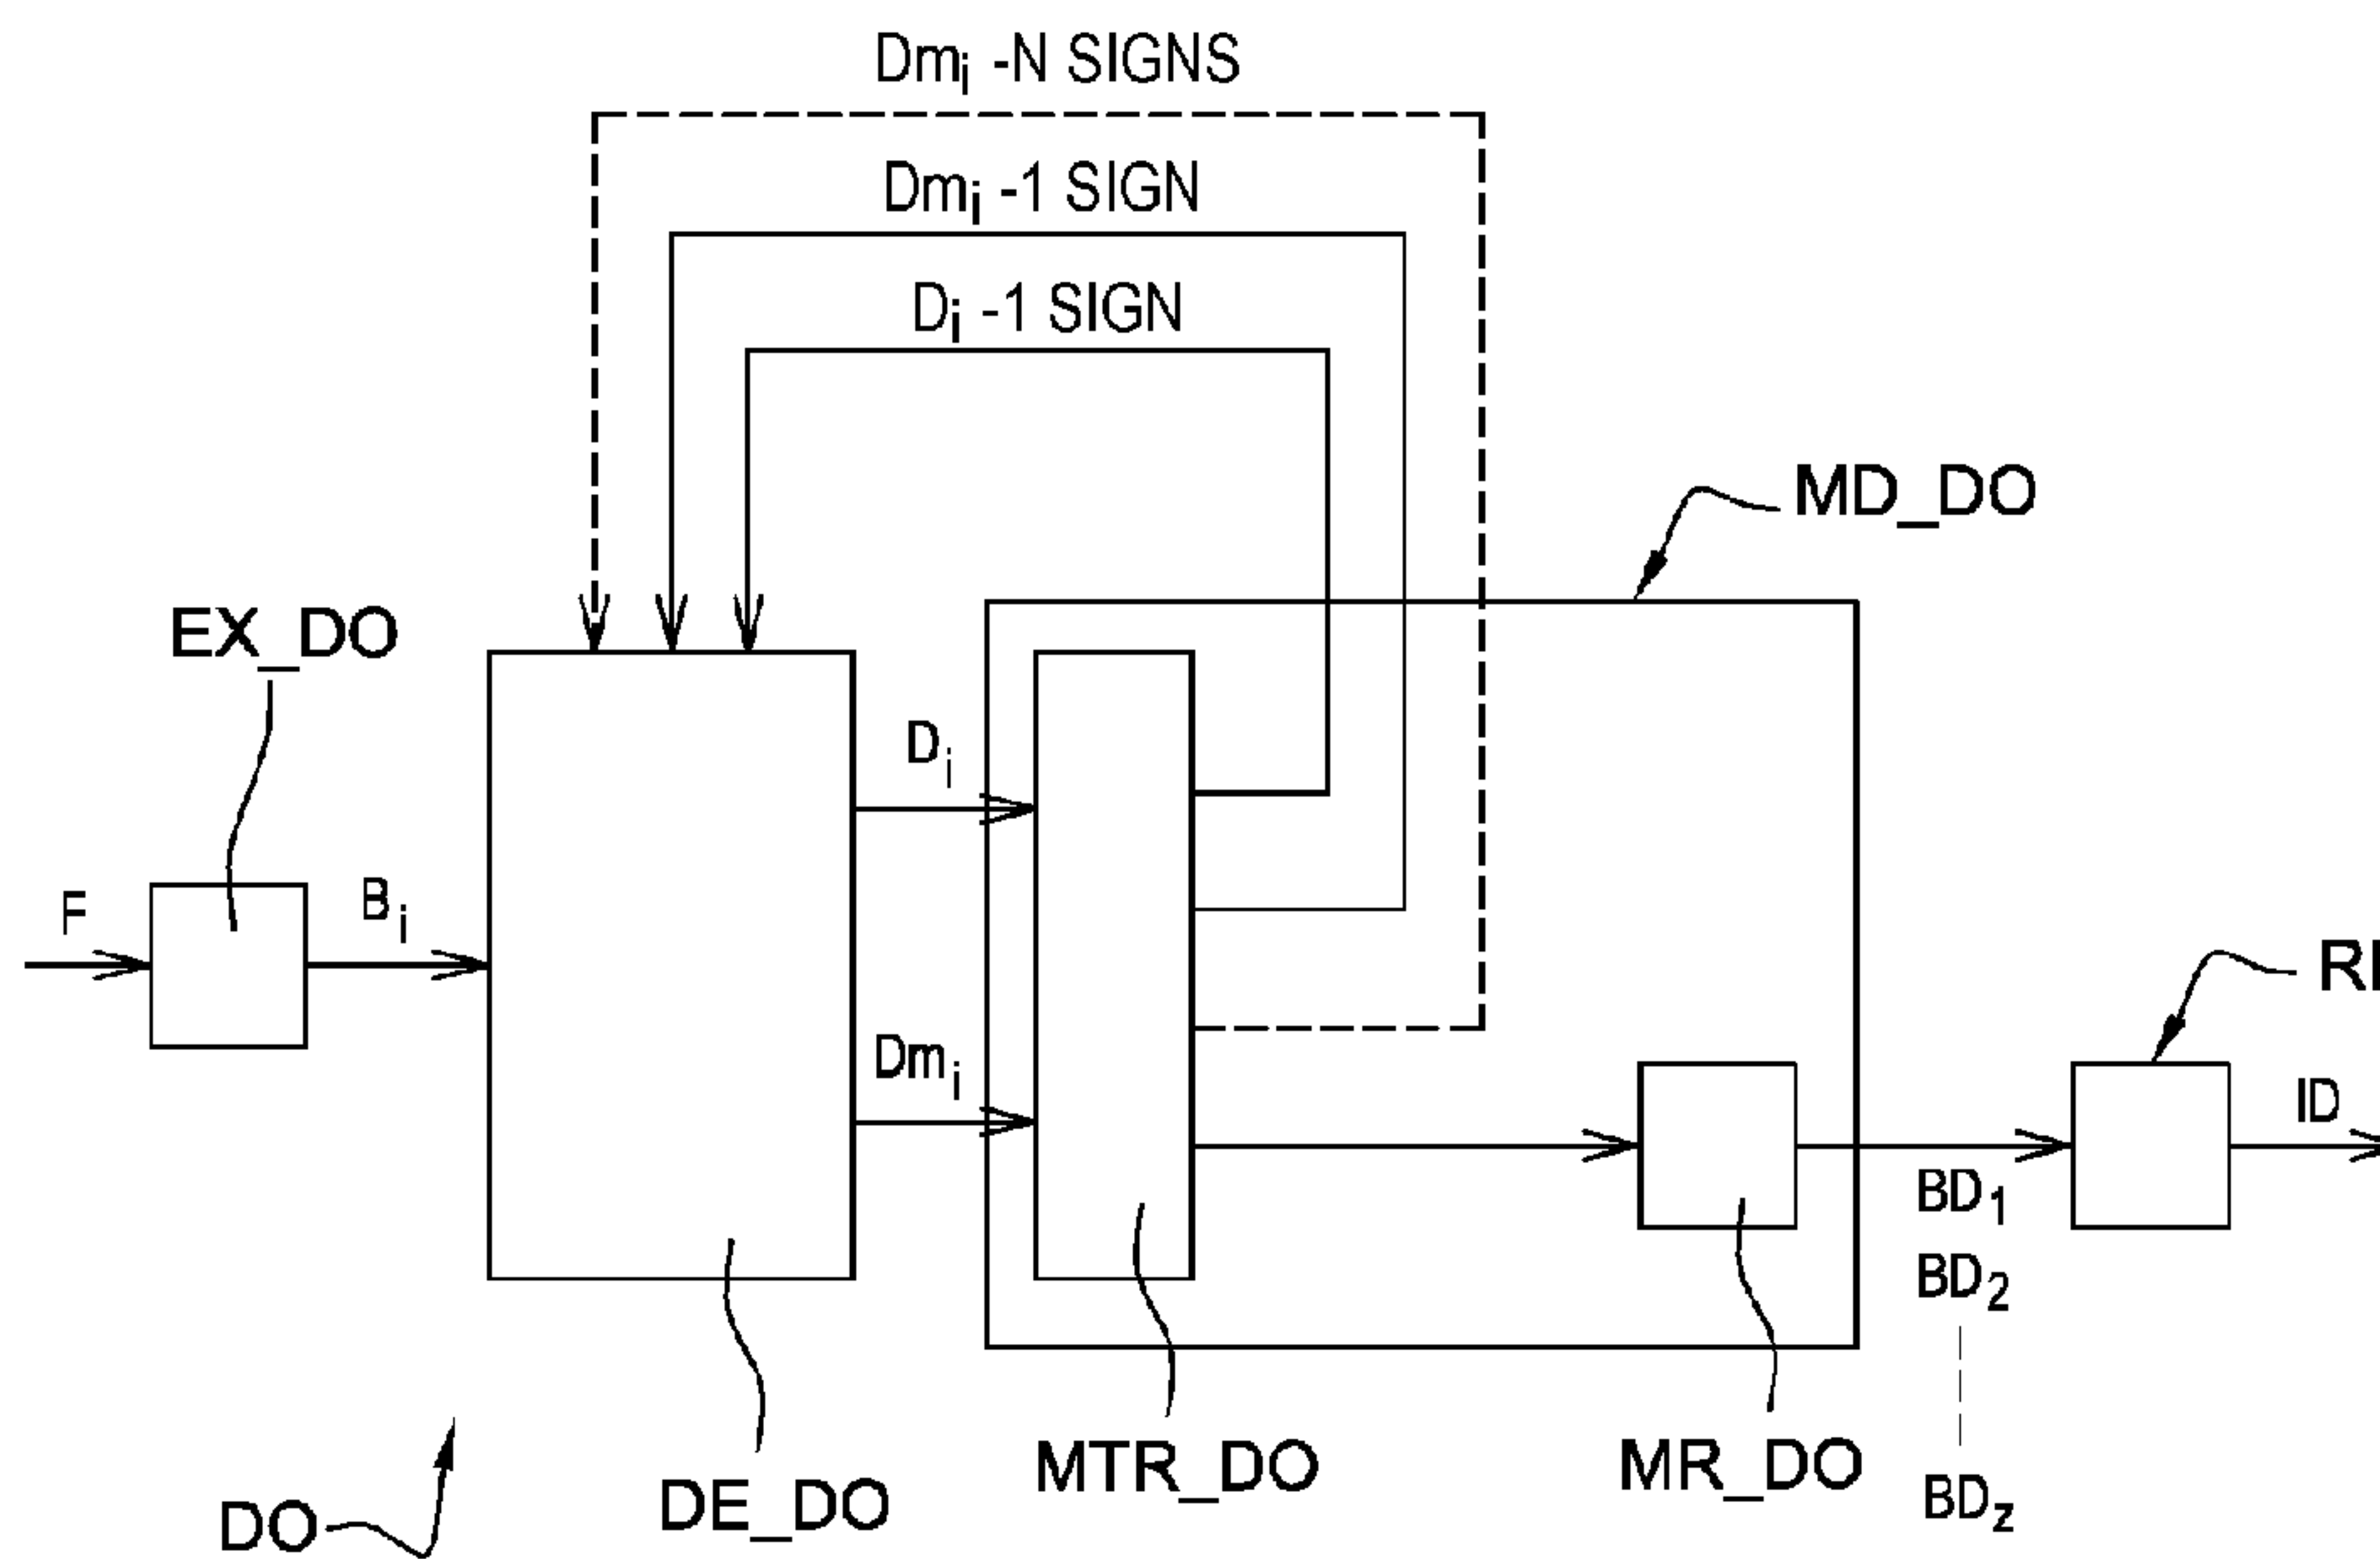 Dmi -N SIGNS
Dmi -1 SIGN
Di -1 SIGN
MD_DO
EX_DO
Di
F
Bi
Dmi
ID
BD1
BD2
BDz
MTR_DO
MR_DO
DE_DO
DO